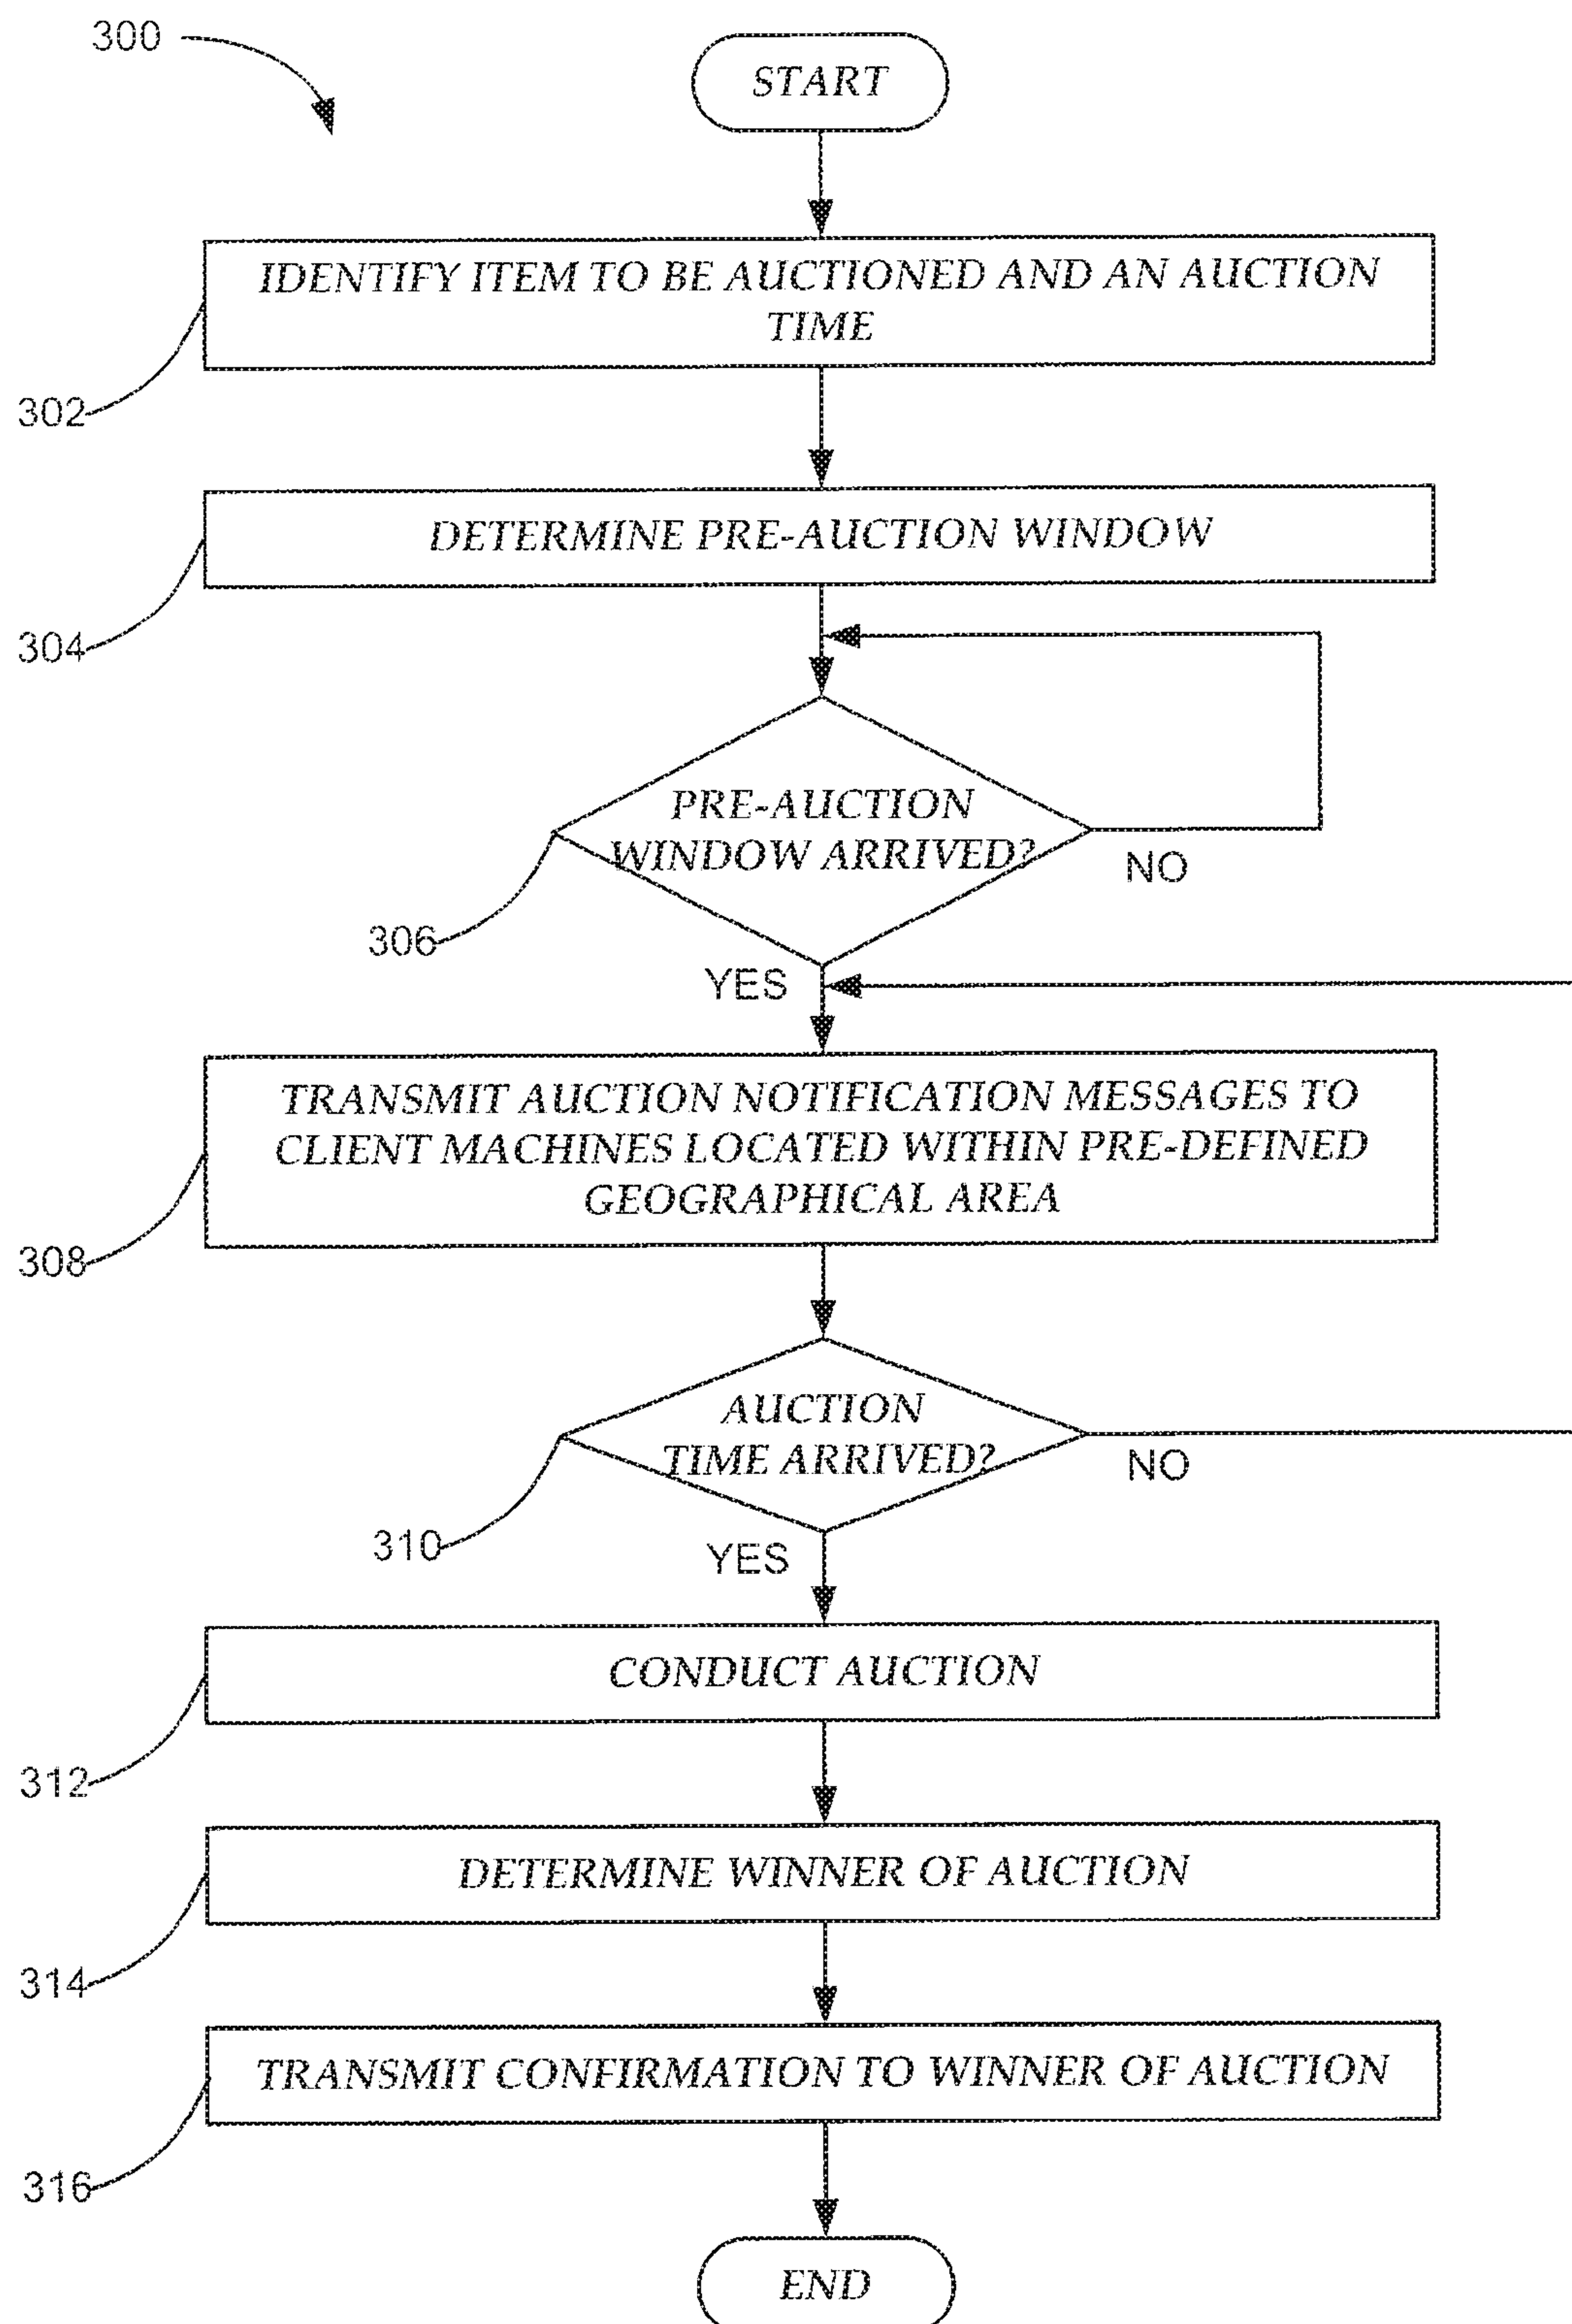 300
START
IDENTIFY ITEM TO BE AUCTIONED AND AN AUCTION
TIME
302
DETERMINE PRE-AUCTION WINDOW
304
PRE-AUCTION
WINDOW ARRIVED?
NO
306
YES
TRANSMIT AUCTION NOTIFICATION MESSAGES TO
CLIENT MACHINES LOCATED WITHIN PRE-DEFINED
GEOGRAPHICAL AREA
308
AUCTION
TIME ARRIVED?
NO
310
YES
CONDUCT AUCTION
312
DETERMINE WINNER OF AUCTION
314
TRANSMIT CONFIRMATION TO WINNER OF AUCTION
316
END